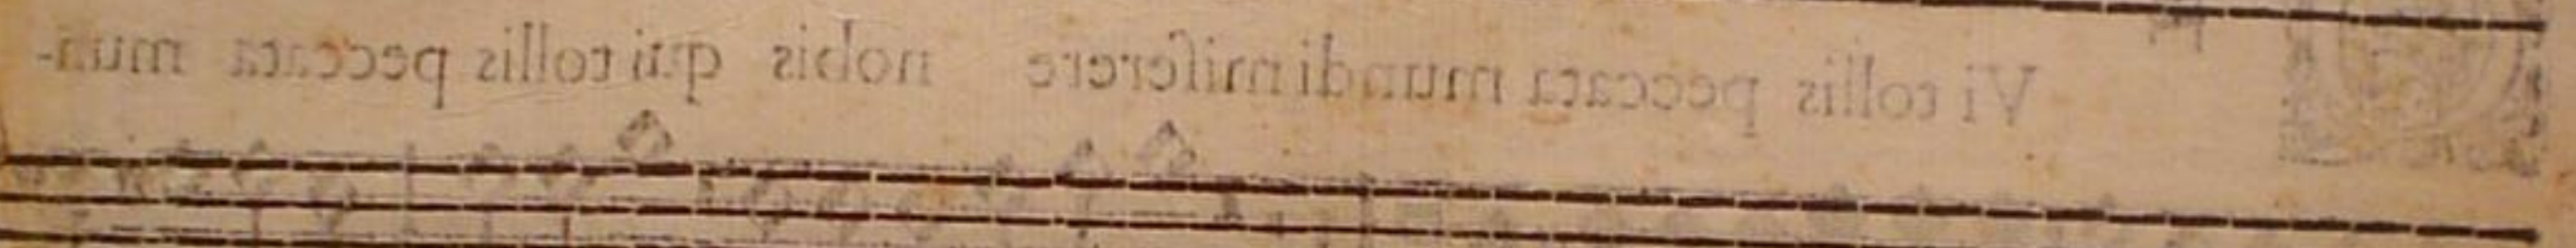 Vi tollis peccata mundi miserere nobis qui tollis peccata mun-